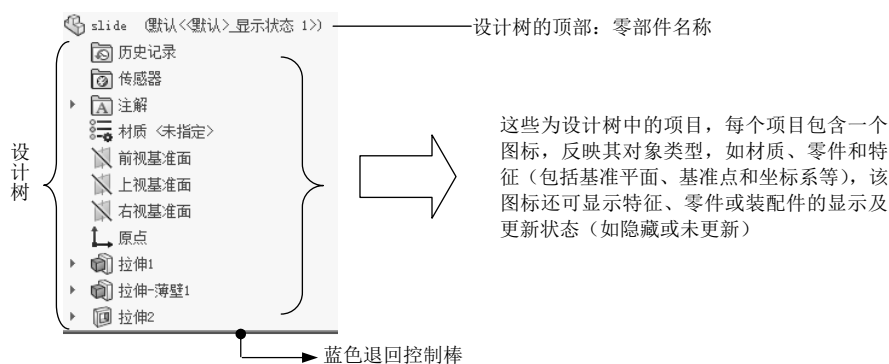 slide （默认<<默认>_显示状态 1>）
设计树的顶部：零部件名称
历史记录
传感器
注解
材质 <未指定>
前视基准面
上视基准面
右视基准面
原点
拉伸1
拉伸-薄壁1
拉伸2
设计树
这些为设计树中的项目，每个项目包含一个
图标，反映其对象类型，如材质、零件和特
征（包括基准平面、基准点和坐标系等），该
图标还可显示特征、零件或装配件的显示及
更新状态（如隐藏或未更新）
蓝色退回控制棒